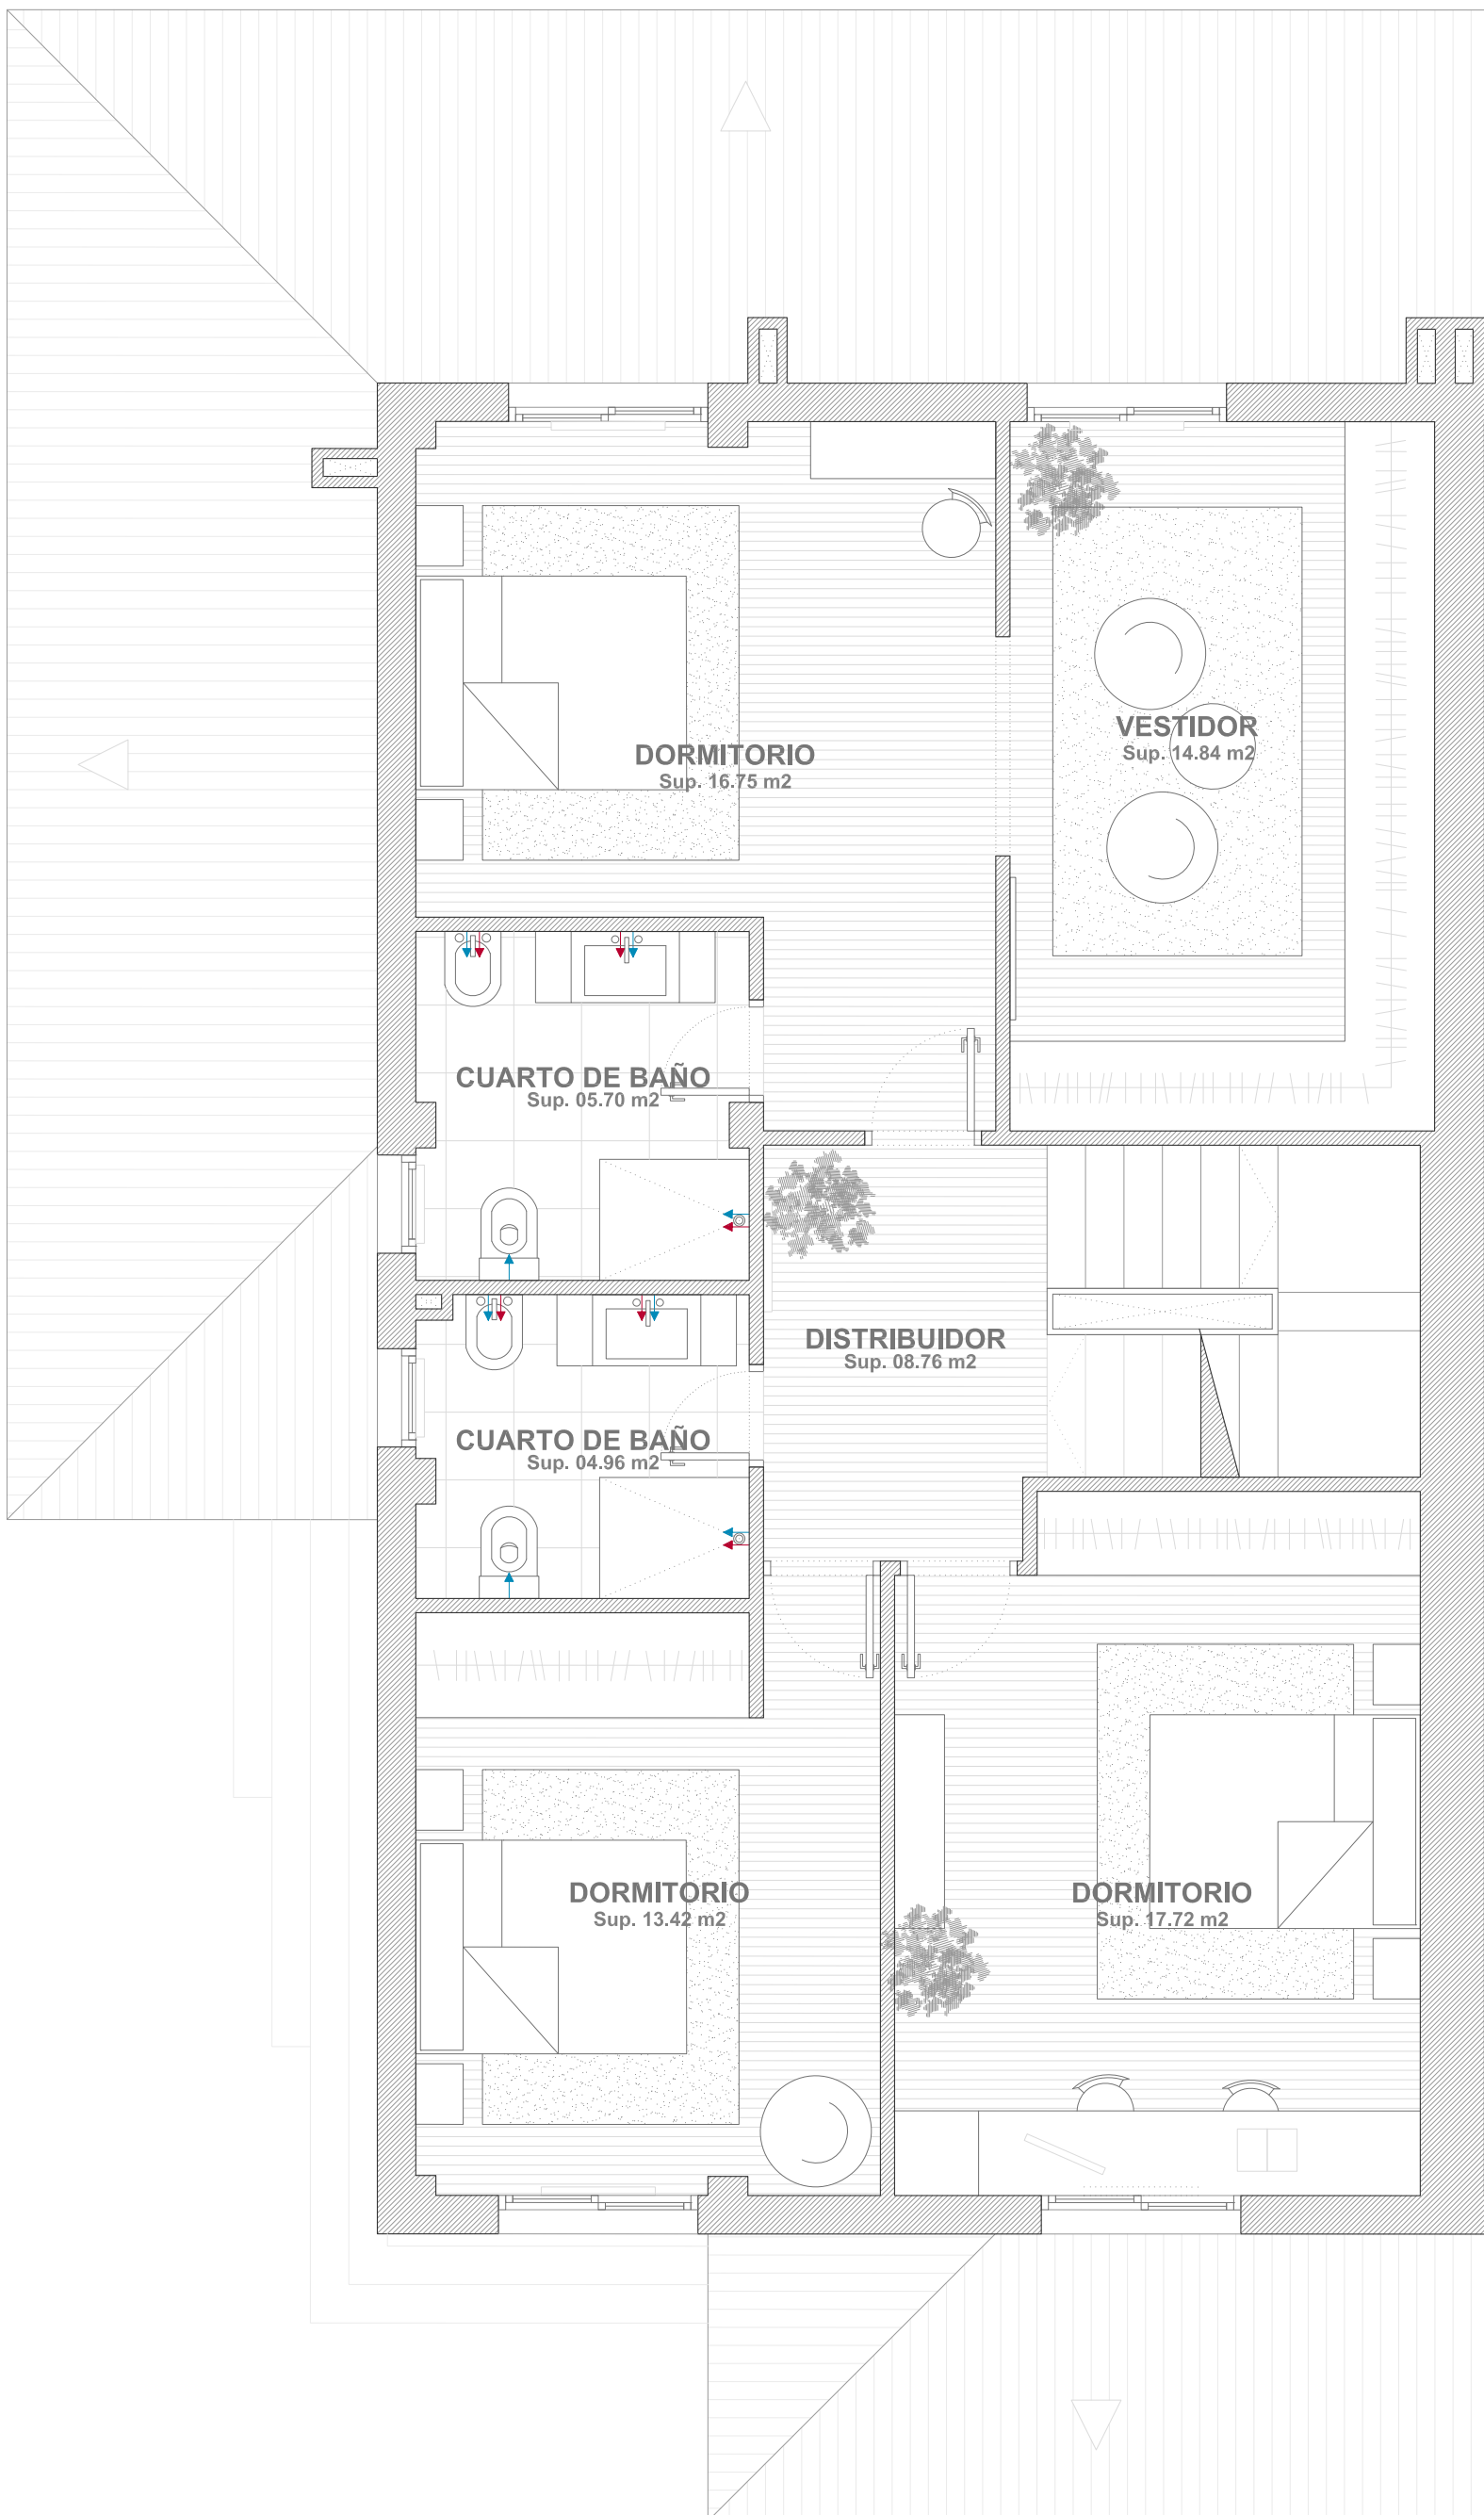 DORMITORIO
Sup. 16.75 m2
VESTIDOR
Sup. 14.84 m2
CUARTO DE BAÑO
Sup. 05.70 m2
DISTRIBUIDOR
Sup. 08.76 m2
CUARTO DE BAÑO
Sup. 04.96 m2
DORMITORIO
Sup. 13.42 m2
DORMITORIO
Sup. 17.72 m2